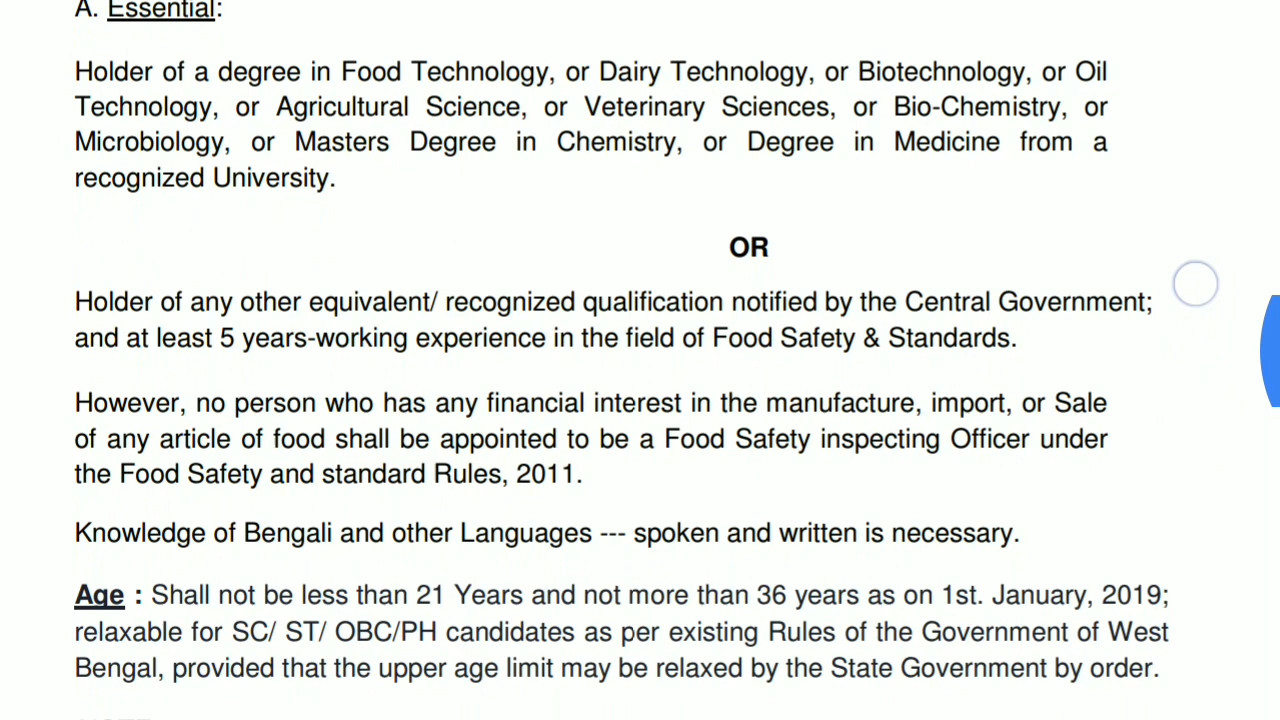 A. Essential:
Holder of a degree in Food Technology, or Dairy Technology, or Biotechnology, or Oil
Technology, or Agricultural Science, or Veterinary Sciences, or Bio-Chemistry, or
Microbiology, or Masters Degree in Chemistry, or Degree in Medicine from a
recognized University.
OR
Holder of any other equivalent/ recognized qualification notified by the Central Government;
and at least 5 years-working experience in the field of Food Safety & Standards.
However, no person who has any financial interest in the manufacture, import, or Sale
of any article of food shall be appointed to be a Food Safety inspecting Officer under
the Food Safety and standard Rules, 2011.
Knowledge of Bengali and other Languages --- spoken and written is necessary.
Age : Shall not be less than 21 Years and not more than 36 years as on 1st. January, 2019;
relaxable for SC/ ST/ OBC/PH candidates as per existing Rules of the Government of West
Bengal, provided that the upper age limit may be relaxed by the State Government by order.